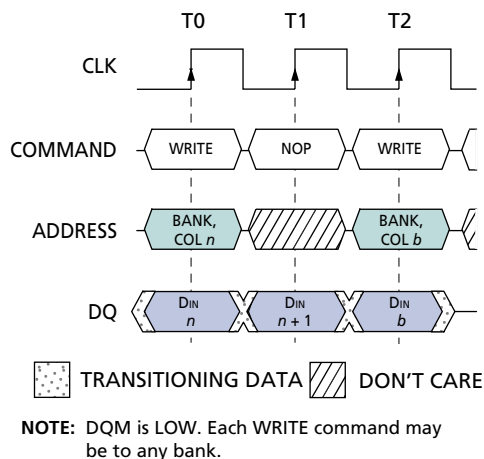 T0 T1 T2
CLK
COMMAND WRITE NOP WRITE
ADDRESS BANK, COL n BANK, COL b
DQ DIN n DIN n + 1 DIN b
TRANSITIONING DATA DON'T CARE
NOTE: DQM is LOW. Each WRITE command may
be to any bank.